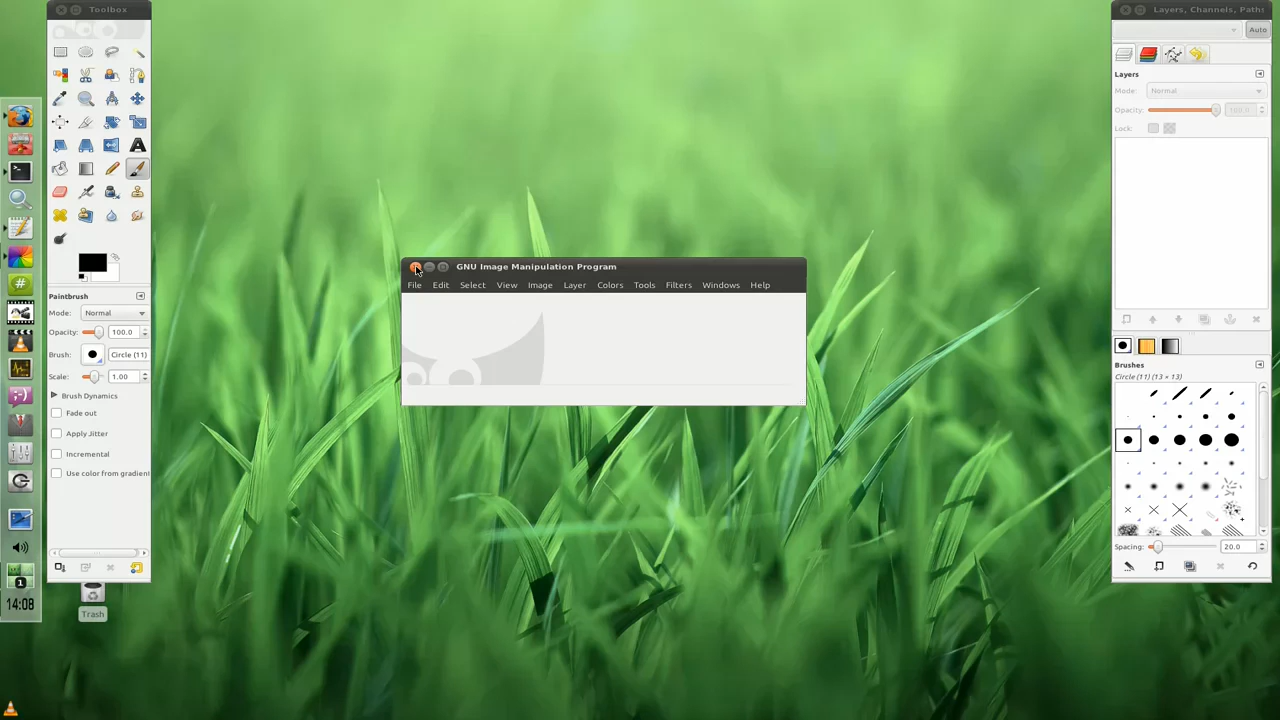 Toolbox
Paintbrush
Mode: Normal
Opacity: 100.0
Brush: Circle (11)
Scale: 1.00
Brush Dynamics
Fade out
Apply Jitter
Incremental
Use color from gradient
Trash
1
14:08
GNU Image Manipulation Program
File Edit Select View Image Layer Colors Tools Filters Windows Help
Layers, Channels, Paths
Auto
Layers
Mode: Normal
Opacity: 100.0
Lock:
Brushes
Circle (11) (13 × 13)
Spacing: 20.0